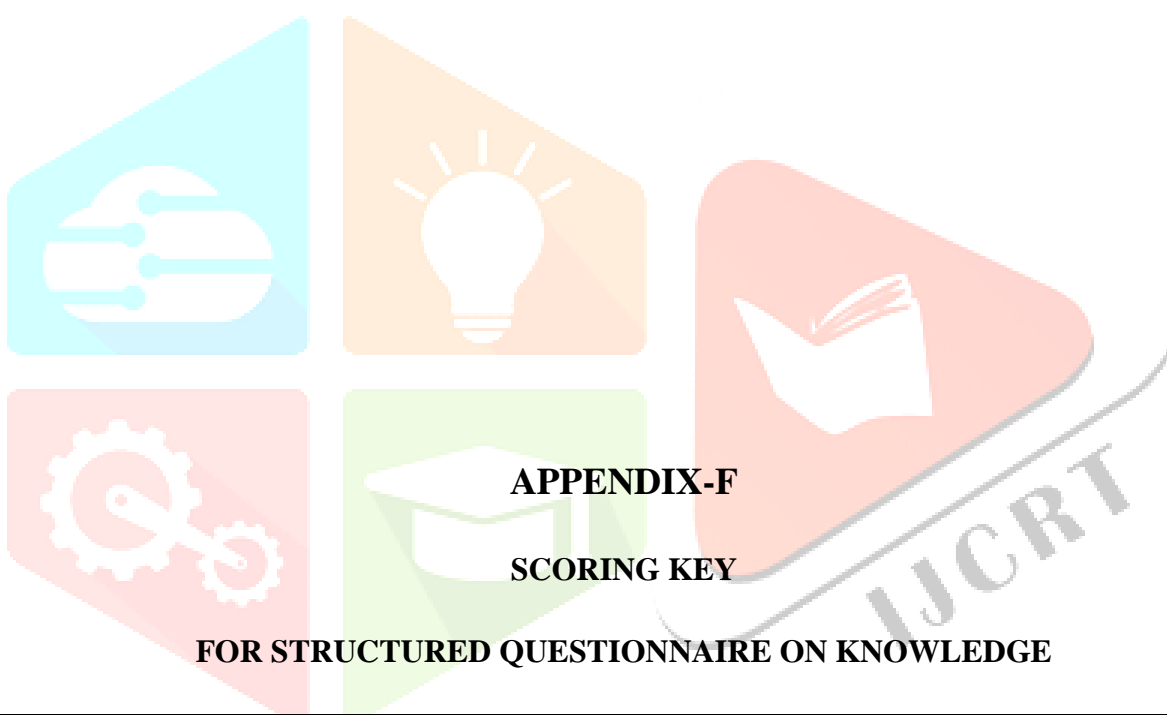 APPENDIX-F
SCORING KEY
IJCRT
FOR STRUCTURED QUESTIONNAIRE ON KNOWLEDGE